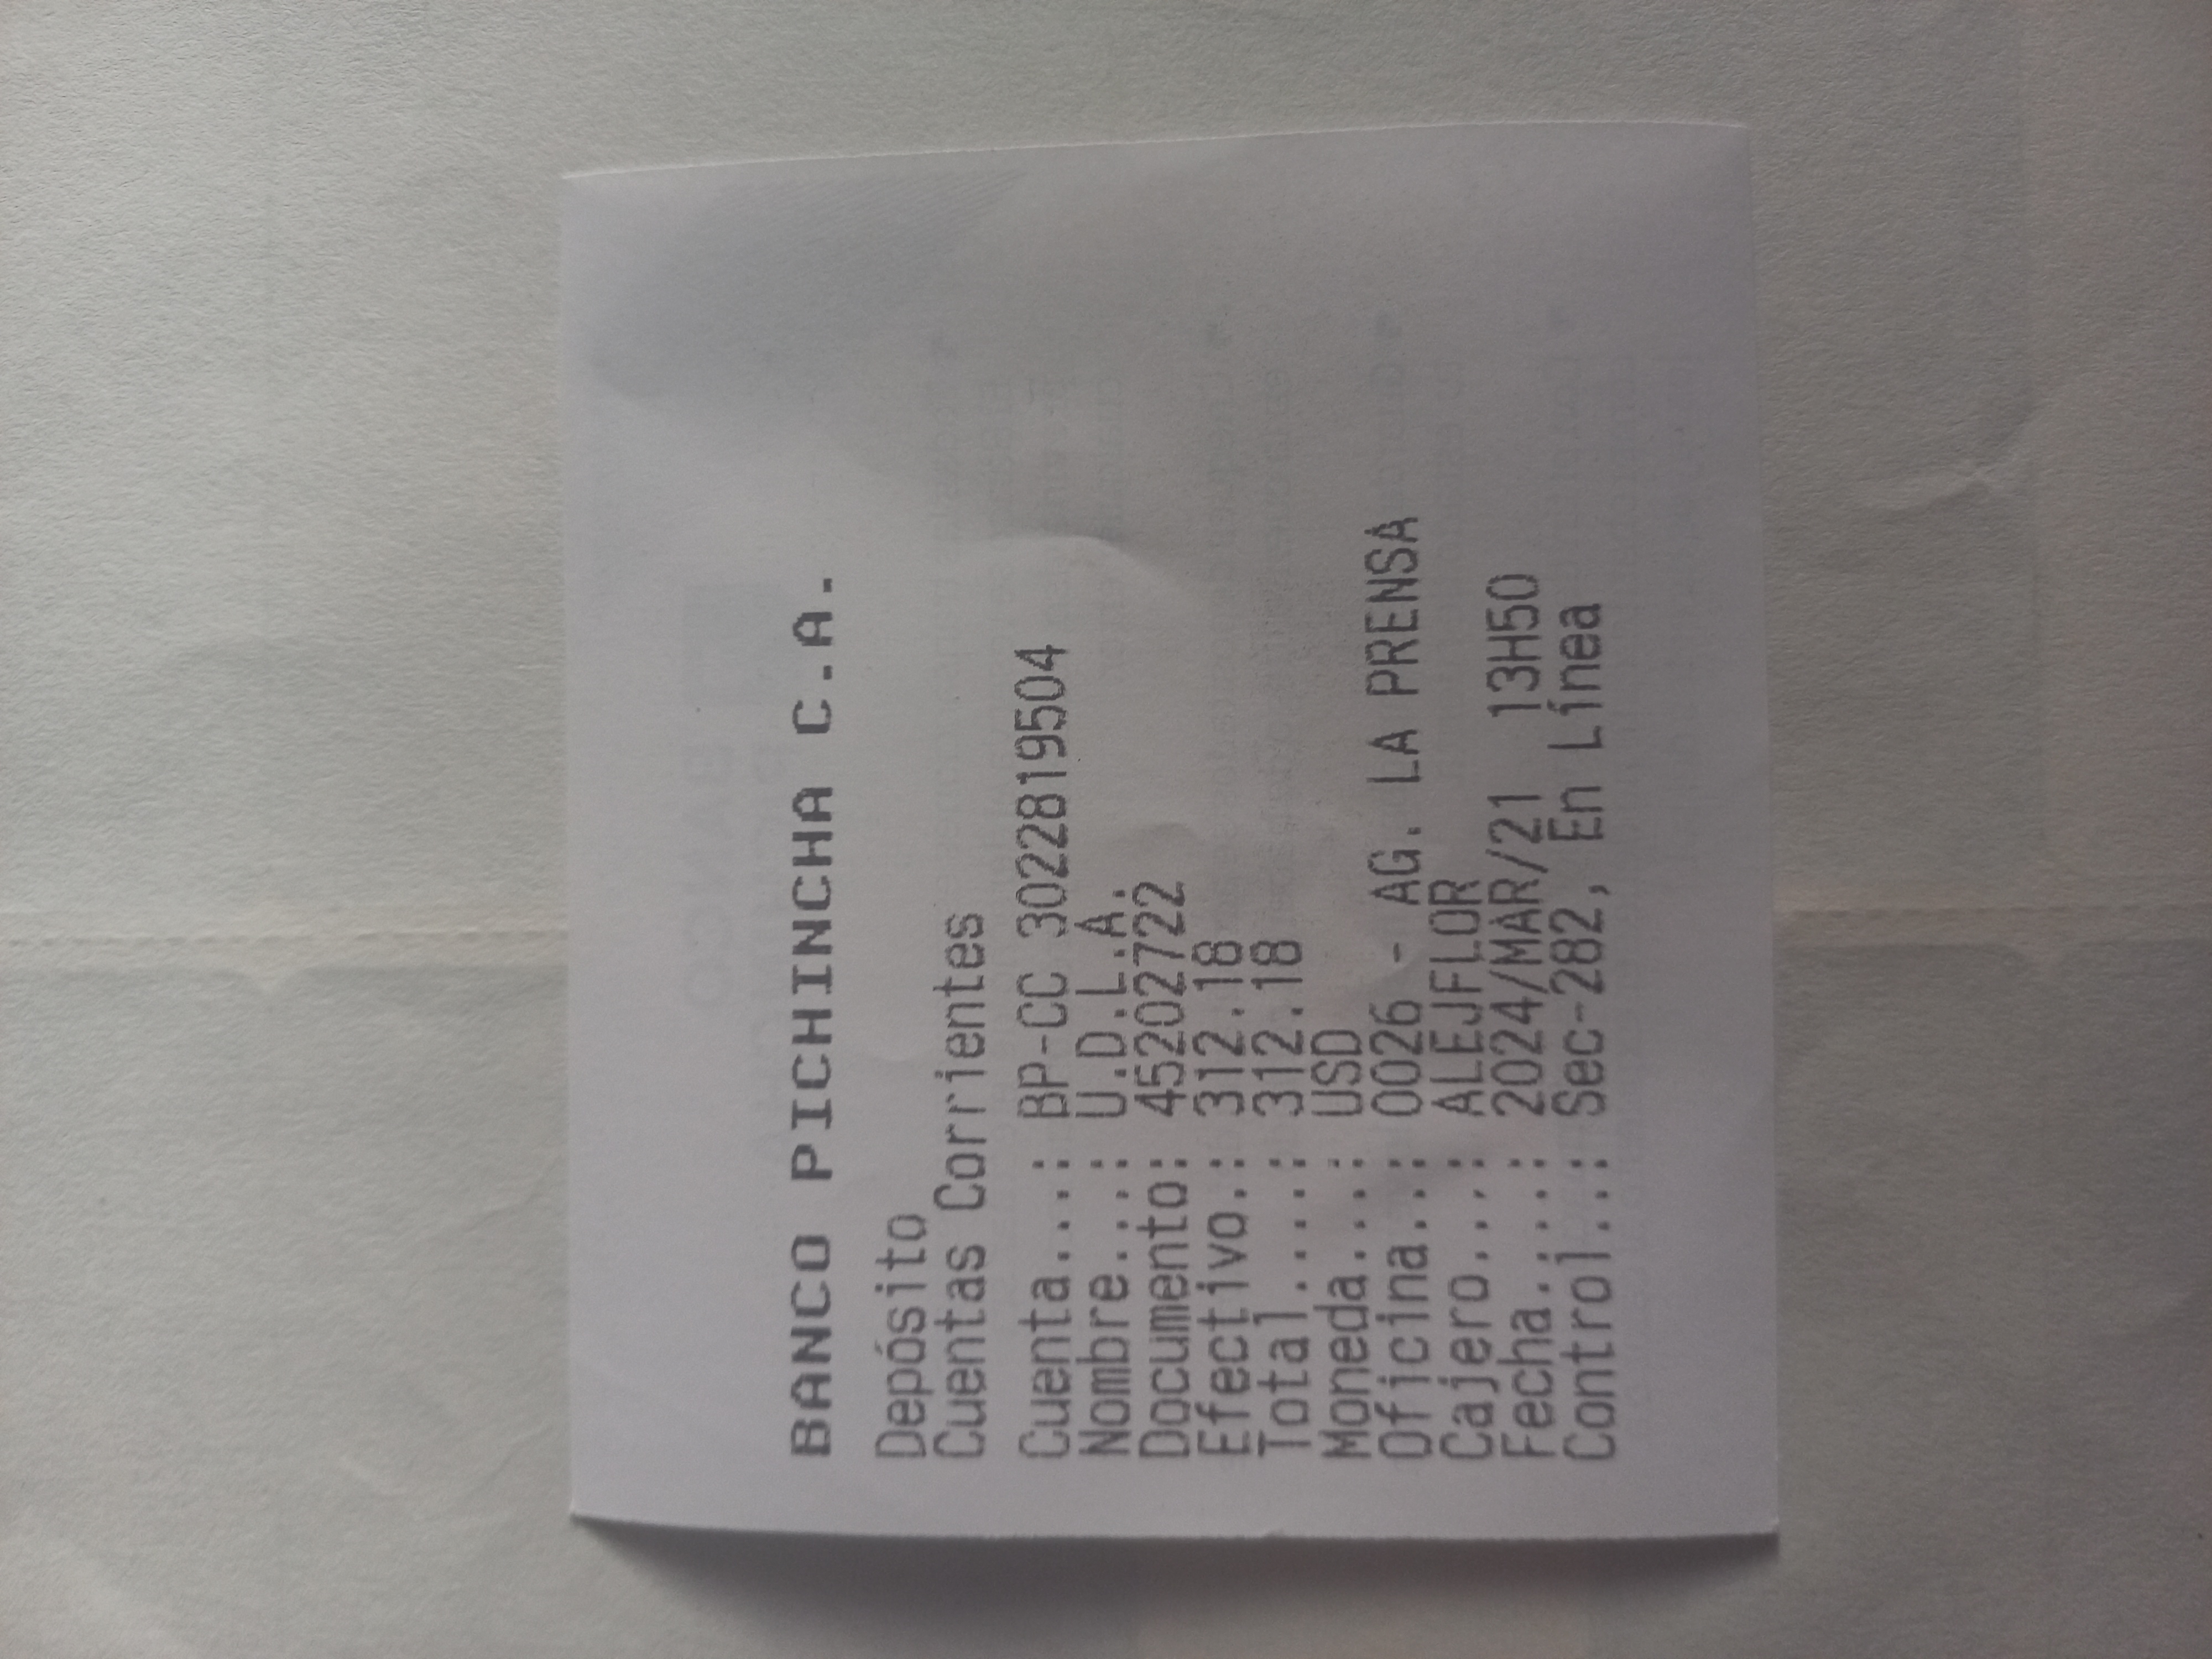 BANCO PICHINCHA C.A.
Depósito
Cuentas Corrientes
Cuenta....: BP-CC 3022819504
Nombre....: U.D.L.A.
Documento: 452027722
Efectivo.: 312.18
Total.....: 312.18
Moneda....: USD
Oficina..: 0026 - AG. LA PRENSA
Cajero...: ALEJFLOR
Fecha....: 2024/MAR/21 13H50
Control..: Sec-282, En Línea